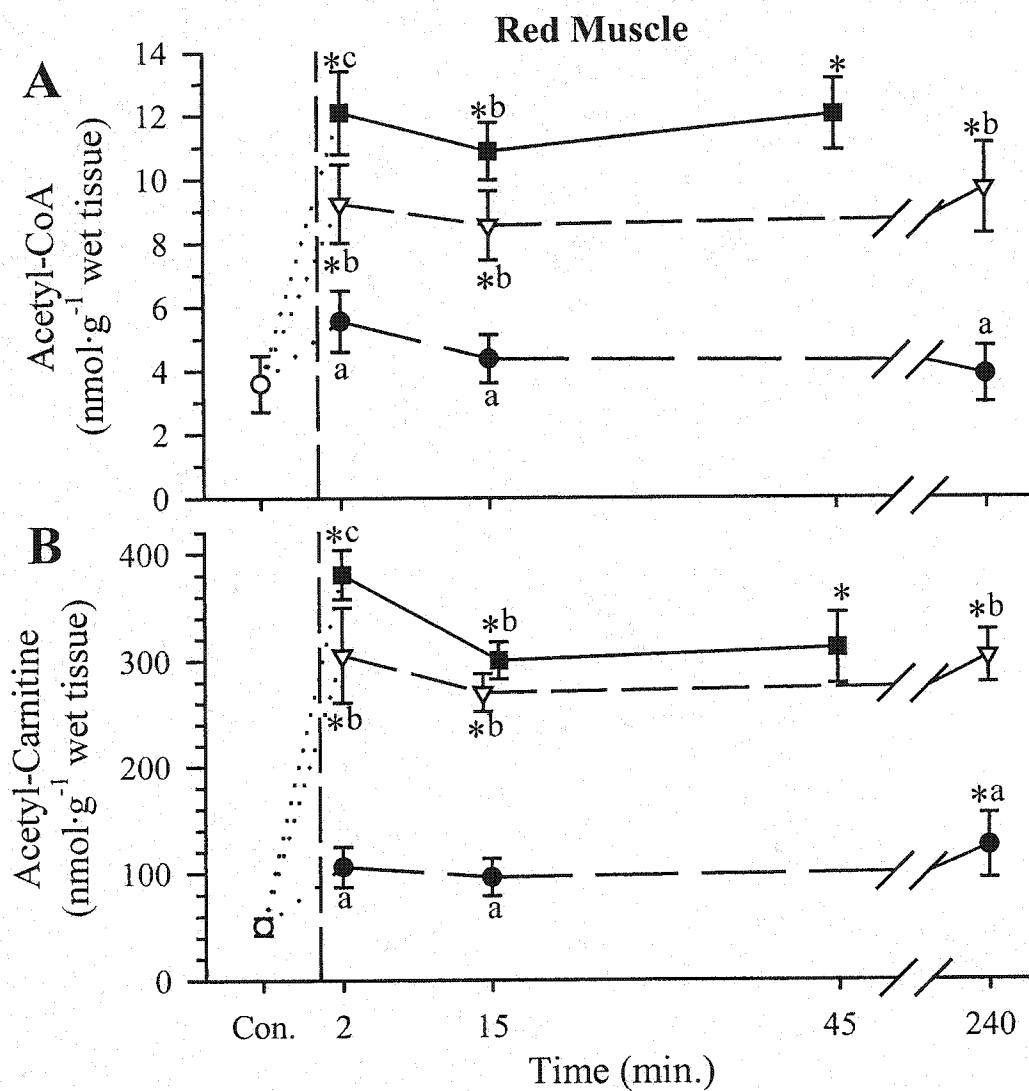 Red Muscle
A
Acetyl-CoA
(nmol·g⁻¹ wet tissue)
14
12
10
8
6
4
2
0
*c
*b
*
*b
*b
*b
a
a
a
B
Acetyl-Carnitine
(nmol·g⁻¹ wet tissue)
400
300
200
100
0
*c
*b
*
*b
*b
*b
*a
a
a
Con. 2 15 45 240
Time (min.)